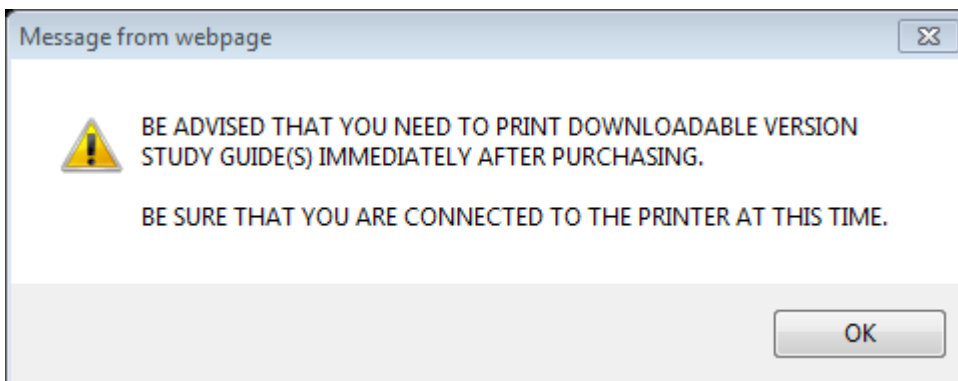 Message from webpage
BE ADVISED THAT YOU NEED TO PRINT DOWNLOADABLE VERSION
STUDY GUIDE(S) IMMEDIATELY AFTER PURCHASING.
BE SURE THAT YOU ARE CONNECTED TO THE PRINTER AT THIS TIME.
OK